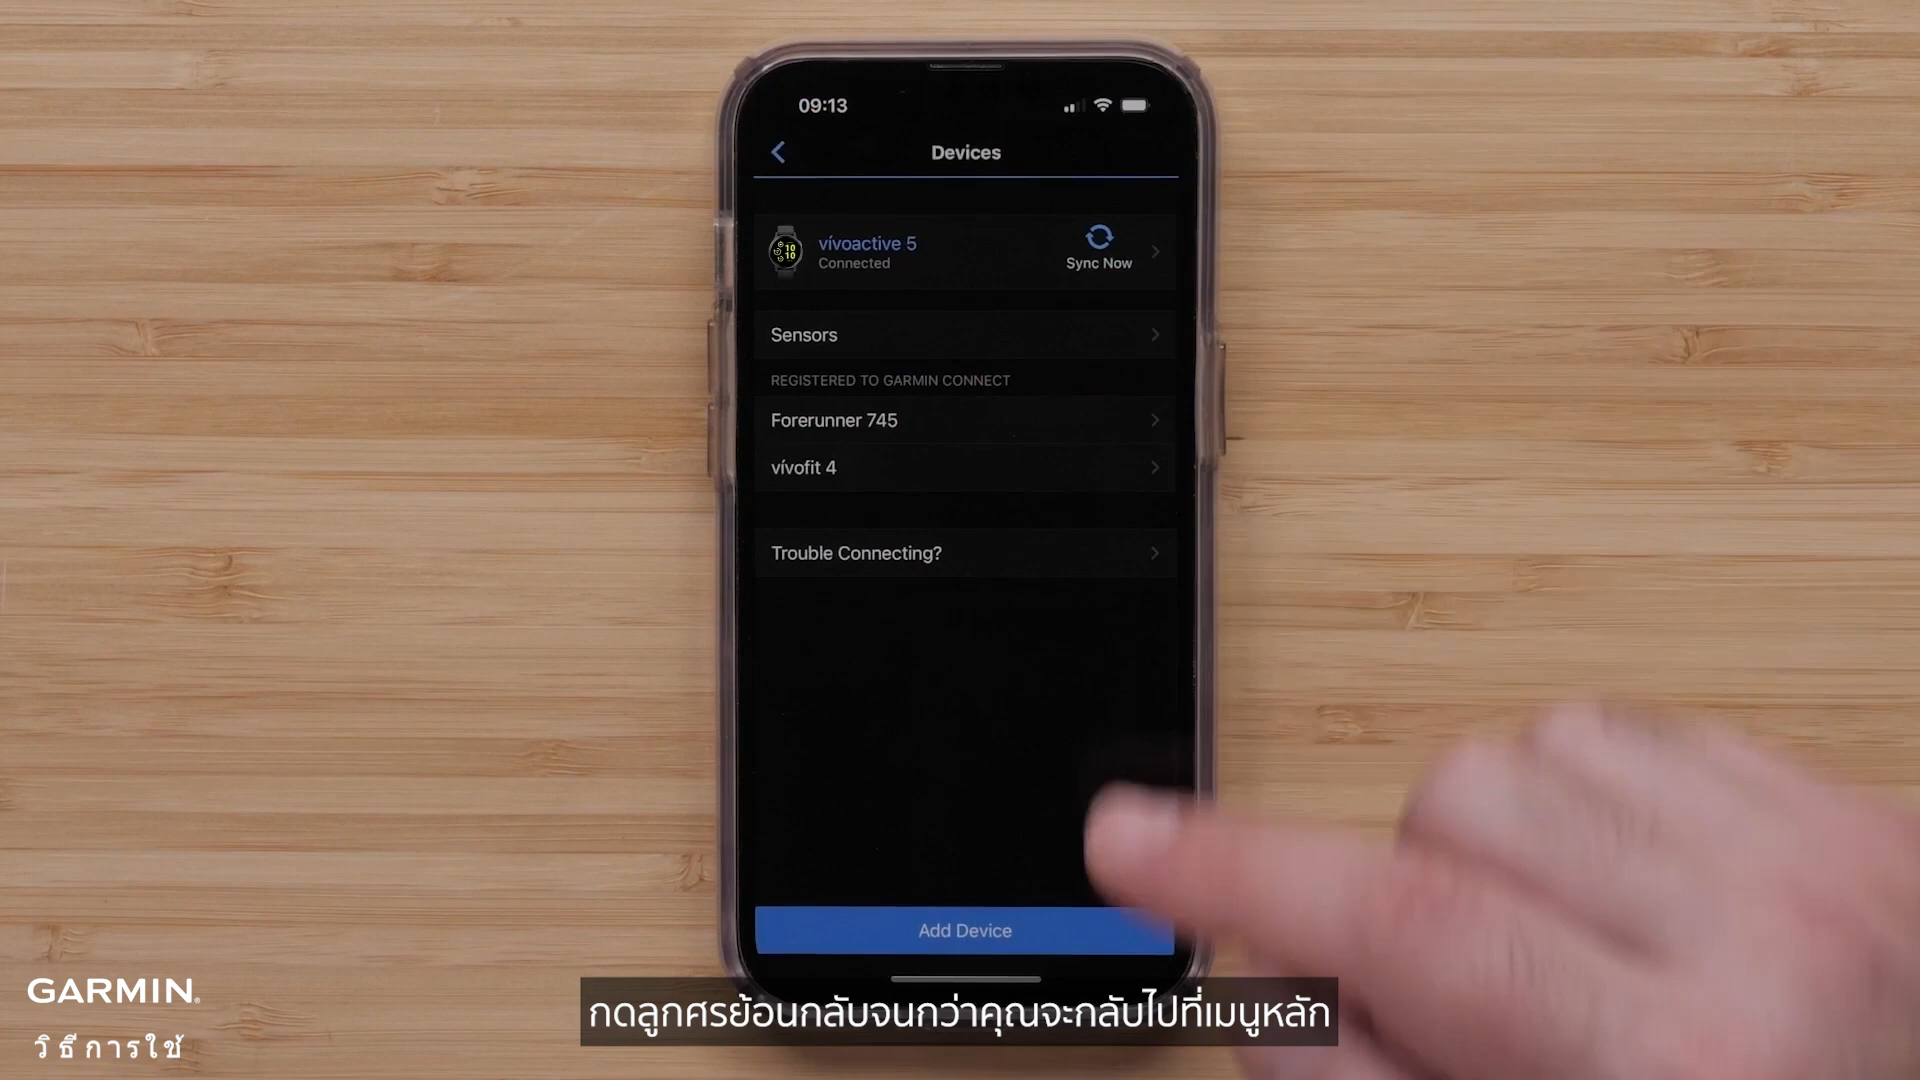 09:13
Devices
vívoactive 5
Connected
Sync Now
10
10
Sensors
REGISTERED TO GARMIN CONNECT
Forerunner 745
vívofit 4
Trouble Connecting?
Add Device
กดลูกศรย้อนกลับจนกว่าคุณจะกลับไปที่เมนูหลัก
GARMIN®
วิธีการใช้